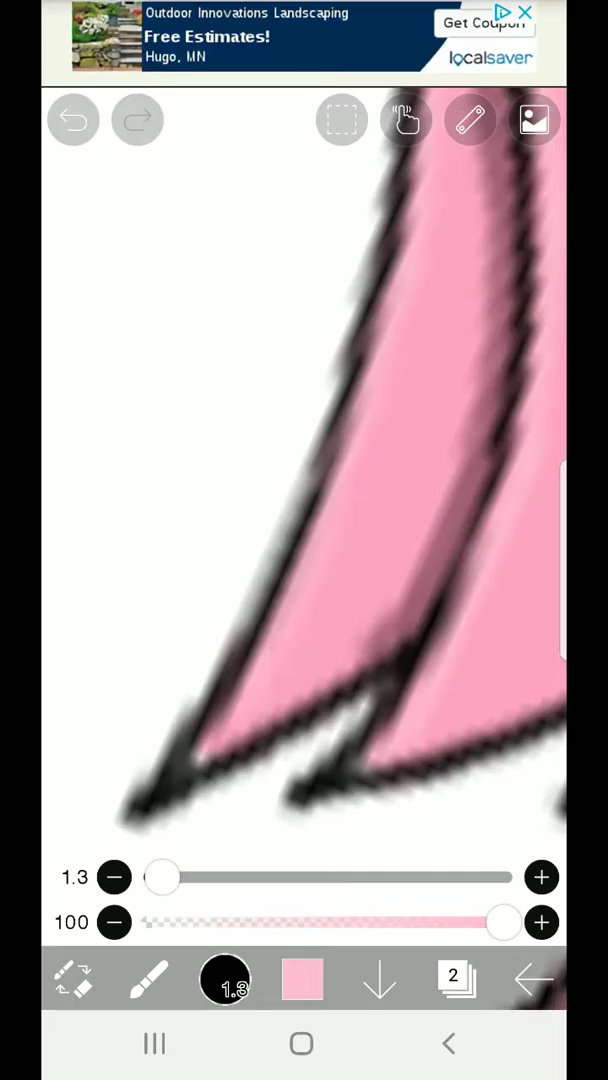 Outdoor Innovations Landscaping
Free Estimates!
Hugo, MN
Get Coupon
localsaver
1.3
100
1.3
2